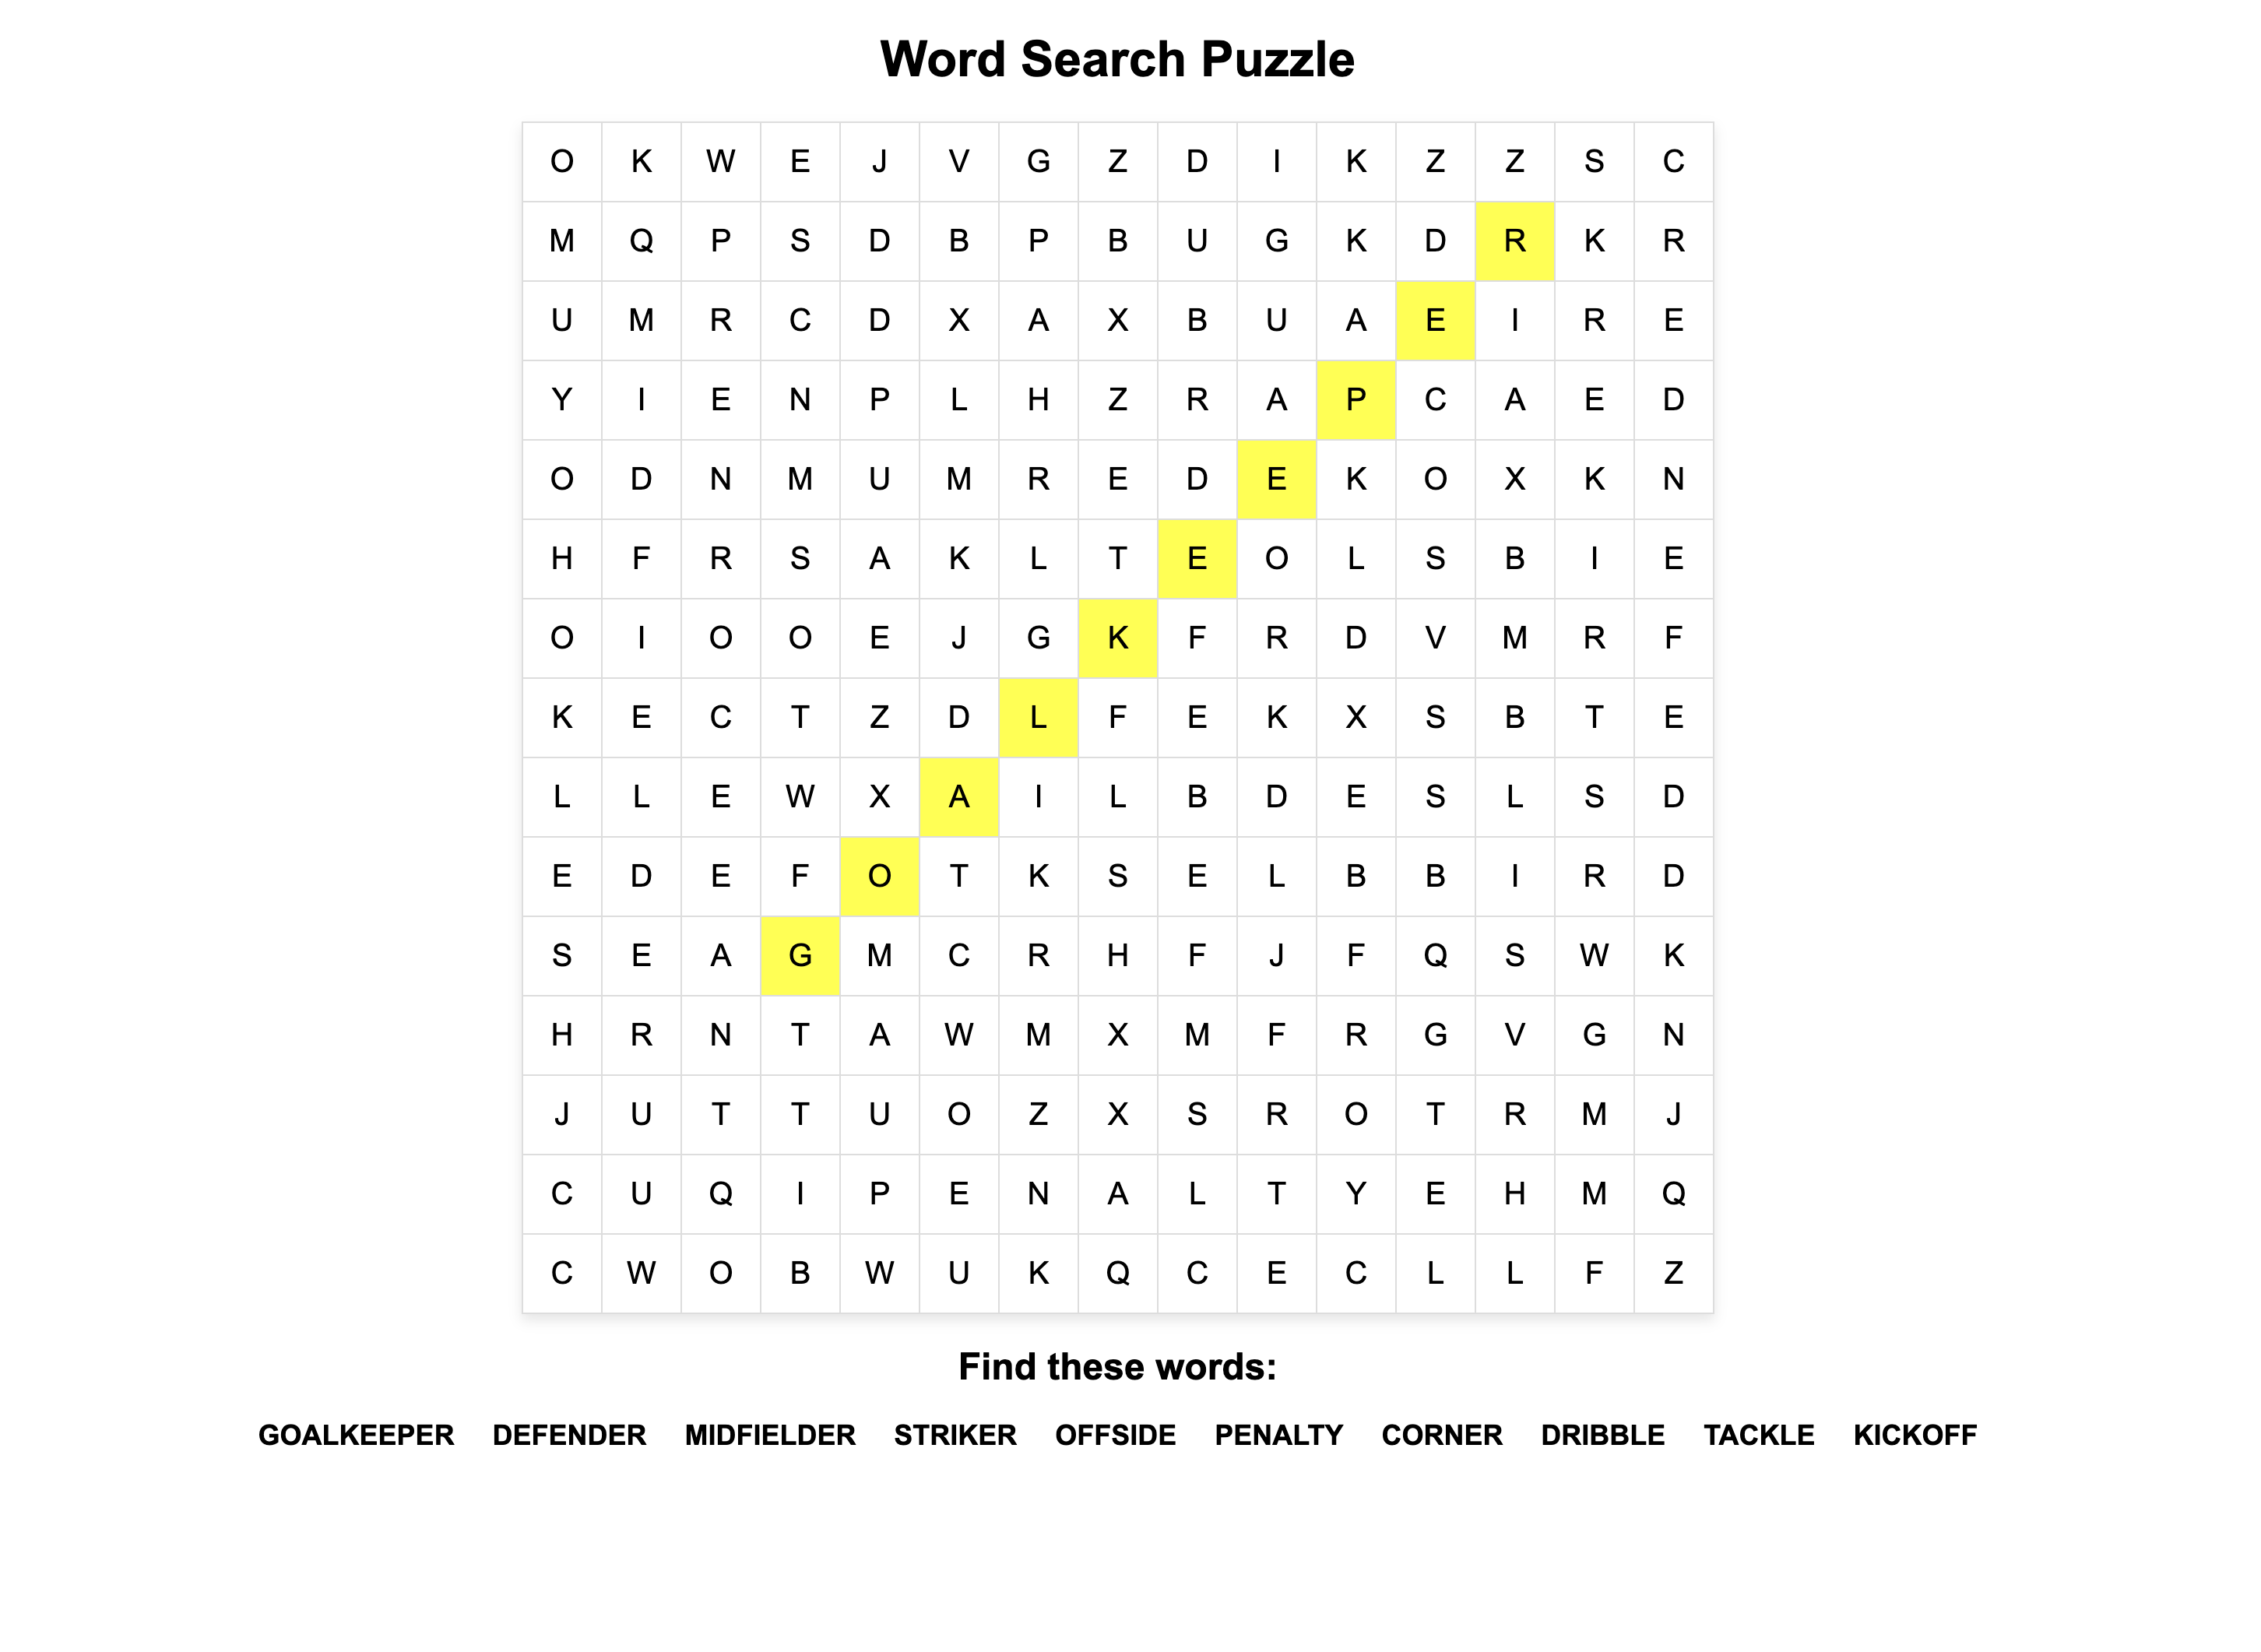 Word Search Puzzle
O K W E J V G Z D I K Z Z S C
M Q P S D B P B U G K D R K R
U M R C D X A X B U A E I R E
Y I E N P L H Z R A P C A E D
O D N M U M R E D E K O X K N
H F R S A K L T E O L S B I E
O I O O E J G K F R D V M R F
K E C T Z D L F E K X S B T E
L L E W X A I L B D E S L S D
E D E F O T K S E L B B I R D
S E A G M C R H F J F Q S W K
H R N T A W M X M F R G V G N
J U T T U O Z X S R O T R M J
C U Q I P E N A L T Y E H M Q
C W O B W U K Q C E C L L F Z
Find these words:
GOALKEEPER DEFENDER MIDFIELDER STRIKER OFFSIDE PENALTY CORNER DRIBBLE TACKLE KICKOFF